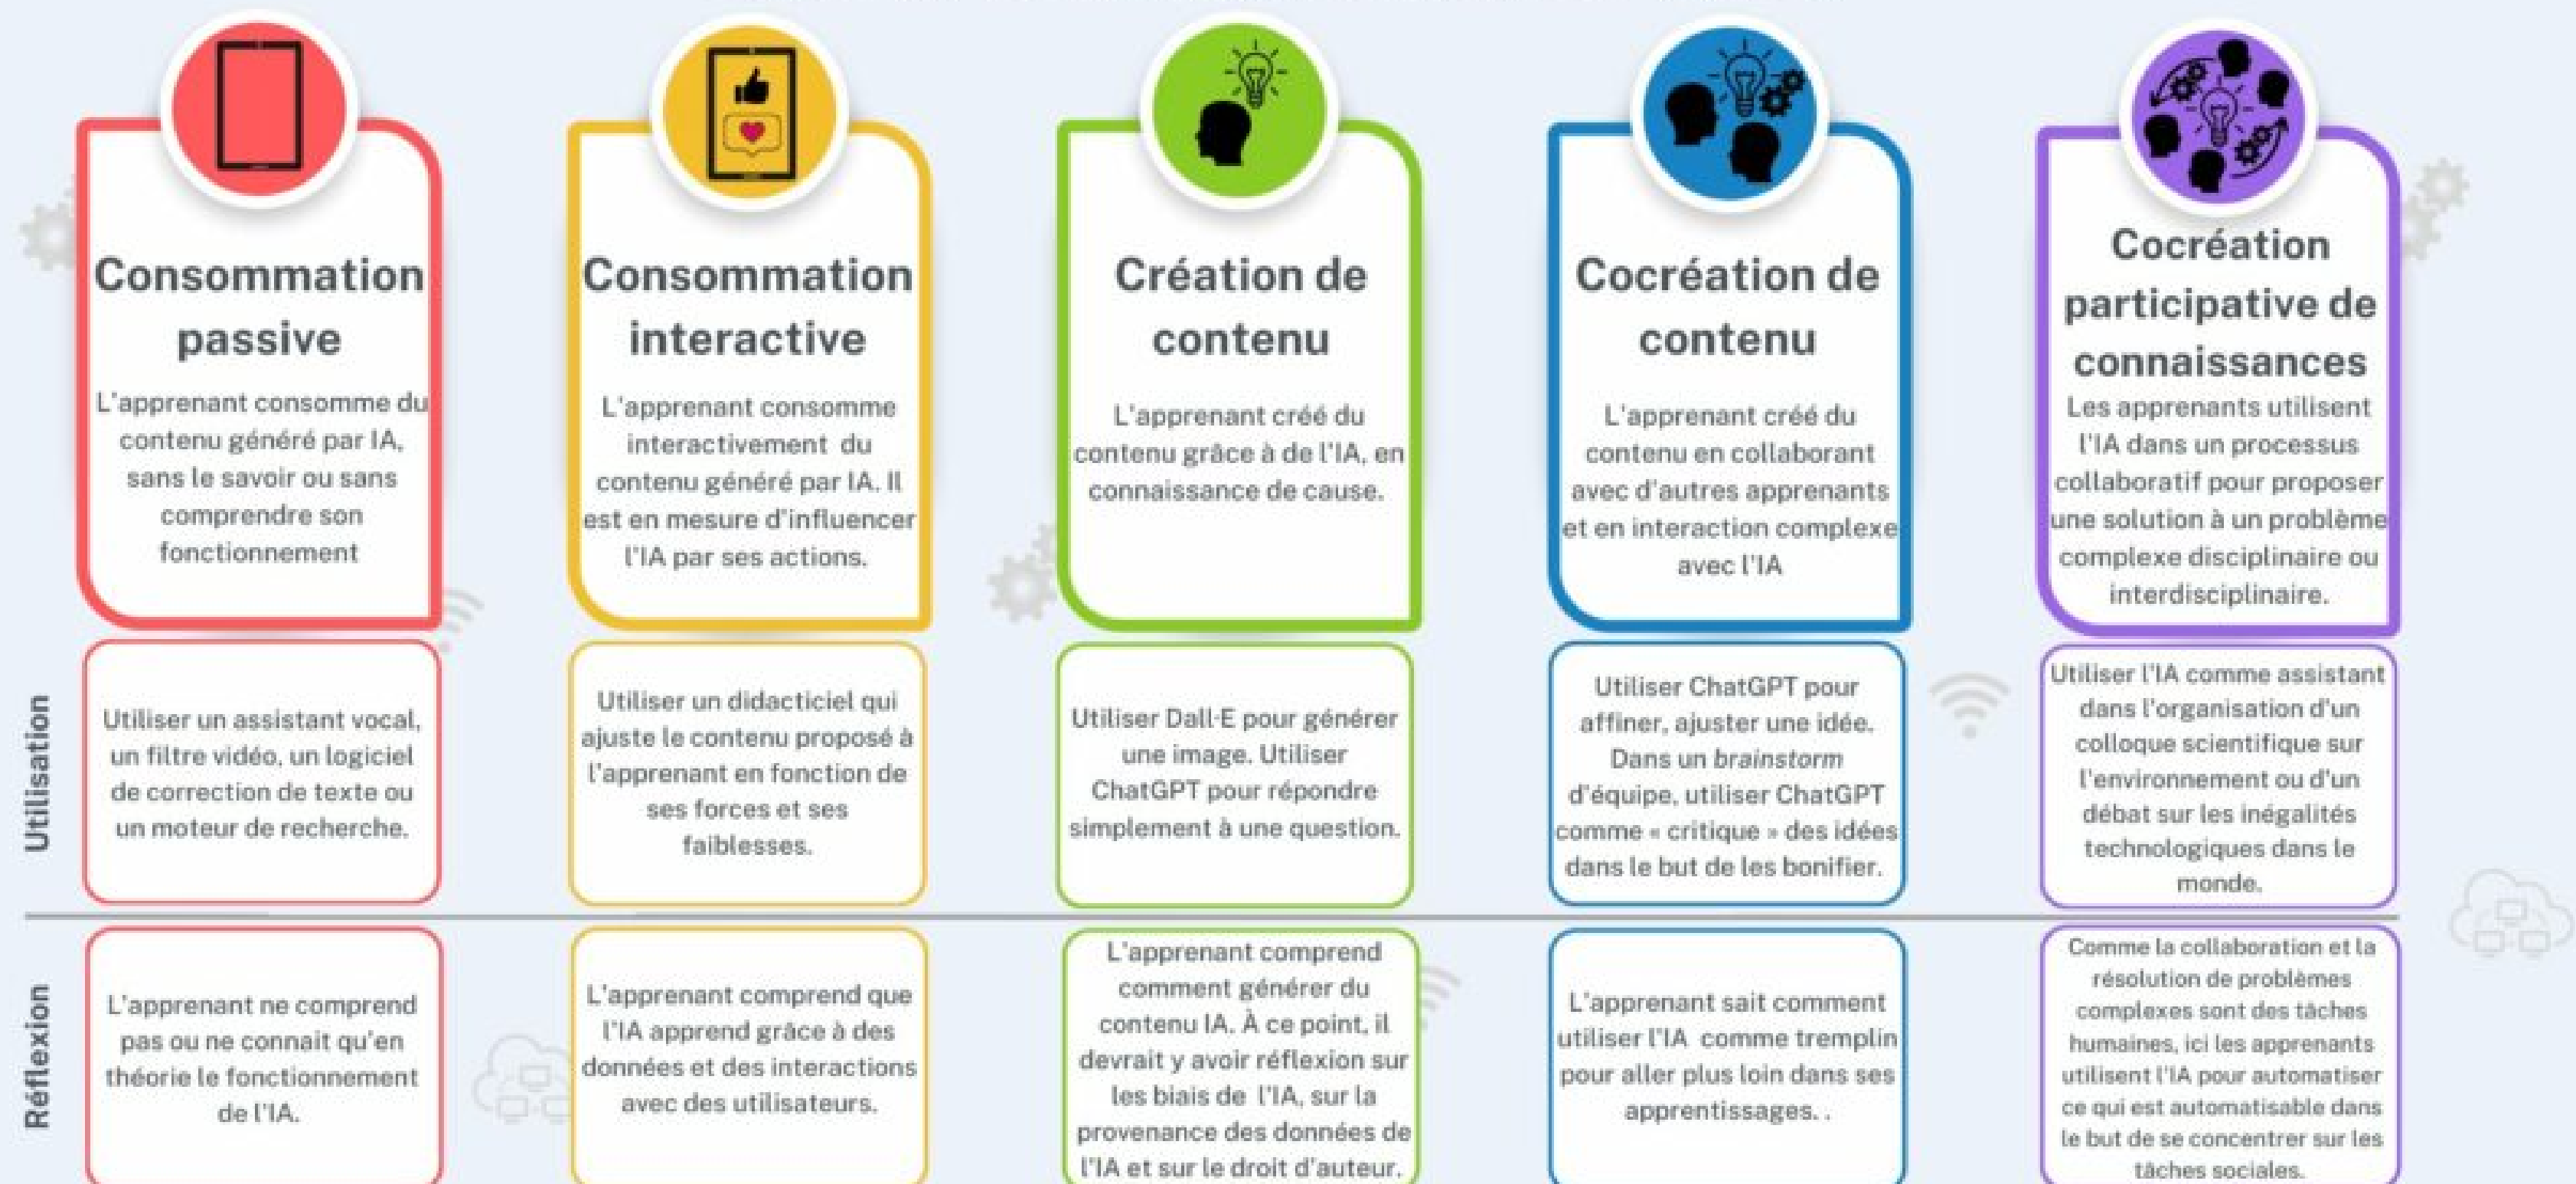 Consommation
passive
L'apprenant consomme du
contenu généré par IA,
sans le savoir ou sans
comprendre son
fonctionnement
Consommation
interactive
L'apprenant consomme
interactivement du
contenu généré par IA. Il
est en mesure d'influencer
l'IA par ses actions.
Création de
contenu
L'apprenant créé du
contenu grâce à de l'IA, en
connaissance de cause.
Cocréation de
contenu
L'apprenant créé du
contenu en collaborant
avec d'autres apprenants
et en interaction complexe
avec l'IA
Cocréation
participative de
connaissances
Les apprenants utilisent
l'IA dans un processus
collaboratif pour proposer
une solution à un problème
complexe disciplinaire ou
interdisciplinaire.
Utilisation
Utiliser un assistant vocal,
un filtre vidéo, un logiciel
de correction de texte ou
un moteur de recherche.
Utiliser un didacticiel qui
ajuste le contenu proposé à
l'apprenant en fonction de
ses forces et ses
faiblesses.
Utiliser Dall·E pour générer
une image. Utiliser
ChatGPT pour répondre
simplement à une question.
Utiliser ChatGPT pour
affiner, ajuster une idée.
Dans un brainstorm
d'équipe, utiliser ChatGPT
comme « critique » des idées
dans le but de les bonifier.
Utiliser l'IA comme assistant
dans l'organisation d'un
colloque scientifique sur
l'environnement ou d'un
débat sur les inégalités
technologiques dans le
monde.
Réflexion
L'apprenant ne comprend
pas ou ne connait qu'en
théorie le fonctionnement
de l'IA.
L'apprenant comprend que
l'IA apprend grâce à des
données et des interactions
avec des utilisateurs.
L'apprenant comprend
comment générer du
contenu IA. À ce point, il
devrait y avoir réflexion sur
les biais de l'IA, sur la
provenance des données de
l'IA et sur le droit d'auteur.
L'apprenant sait comment
utiliser l'IA comme tremplin
pour aller plus loin dans ses
apprentissages. .
Comme la collaboration et la
résolution de problèmes
complexes sont des tâches
humaines, ici les apprenants
utilisent l'IA pour automatiser
ce qui est automatisable dans
le but de se concentrer sur les
tâches sociales.